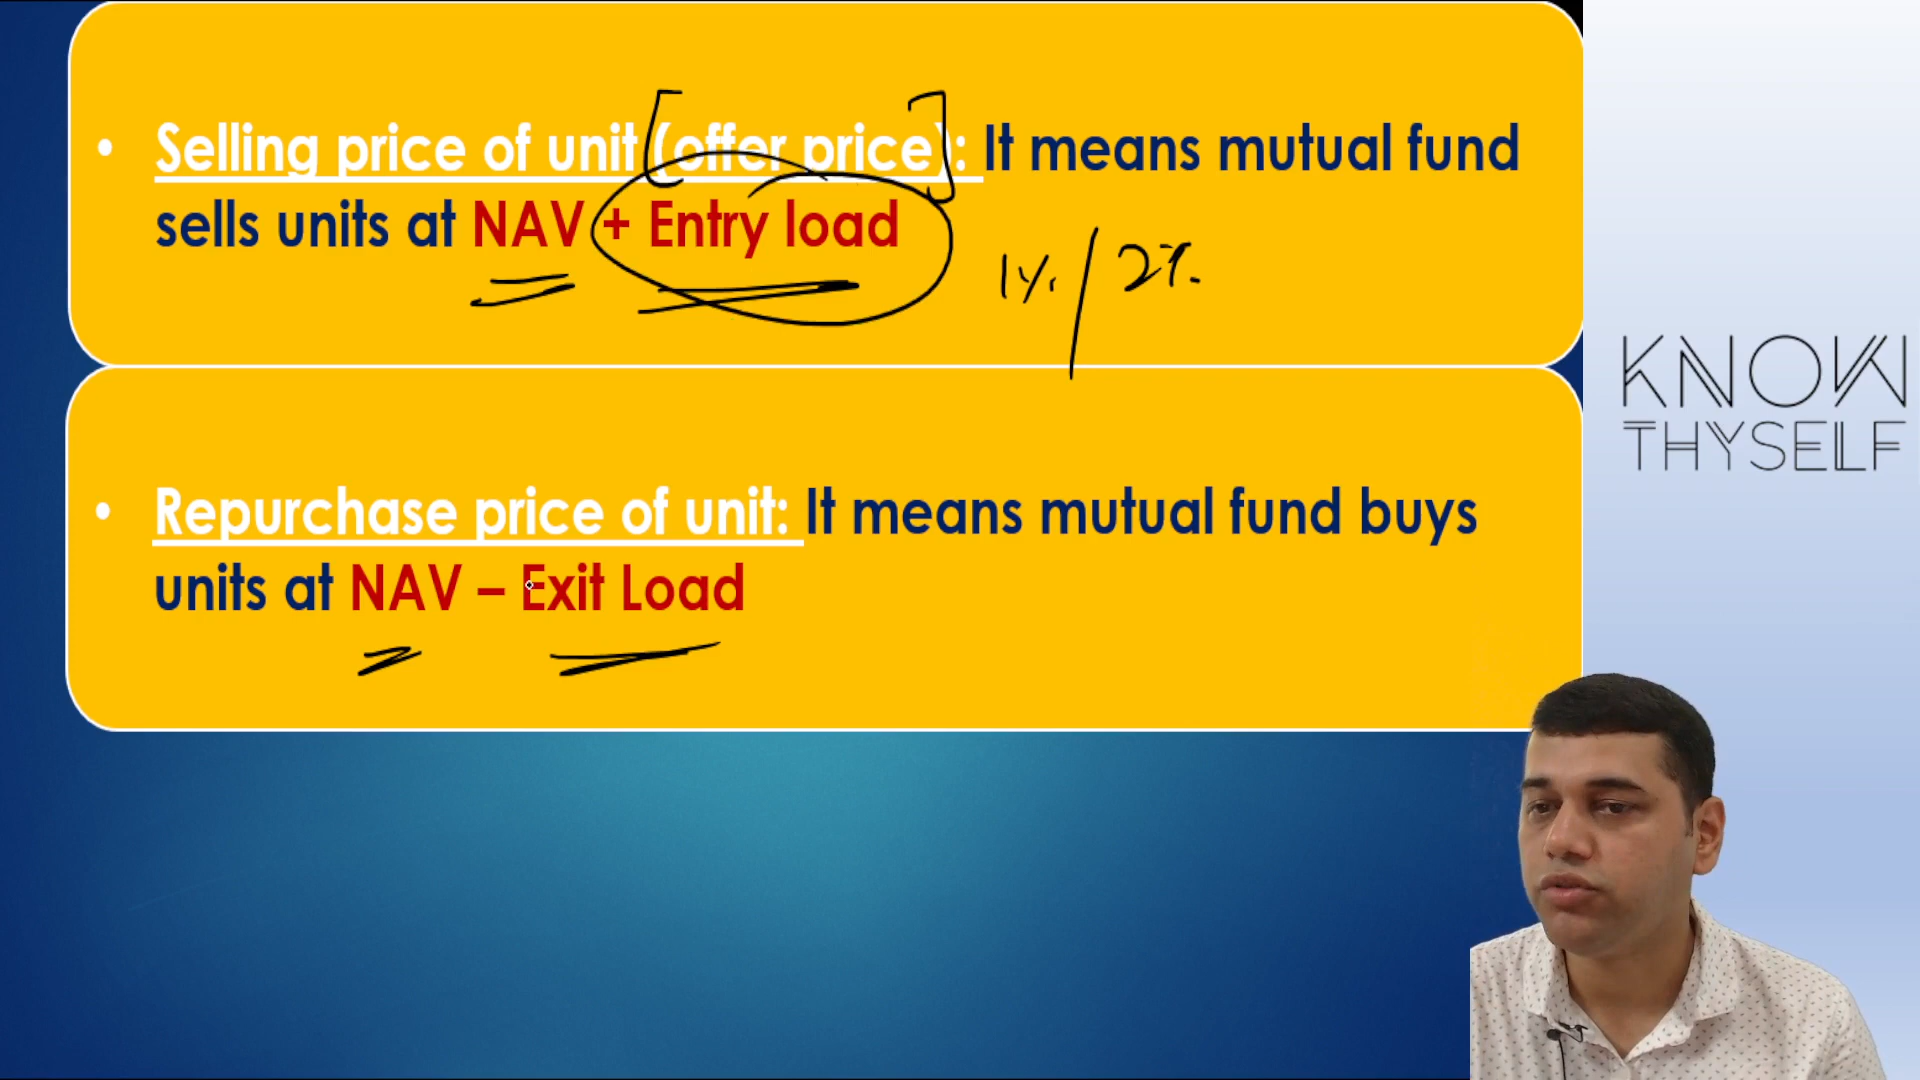 • Selling price of unit (offer price): It means mutual fund
sells units at NAV + Entry load
1% / 2%
• Repurchase price of unit: It means mutual fund buys
units at NAV – Exit Load
KNOW
THYSELF